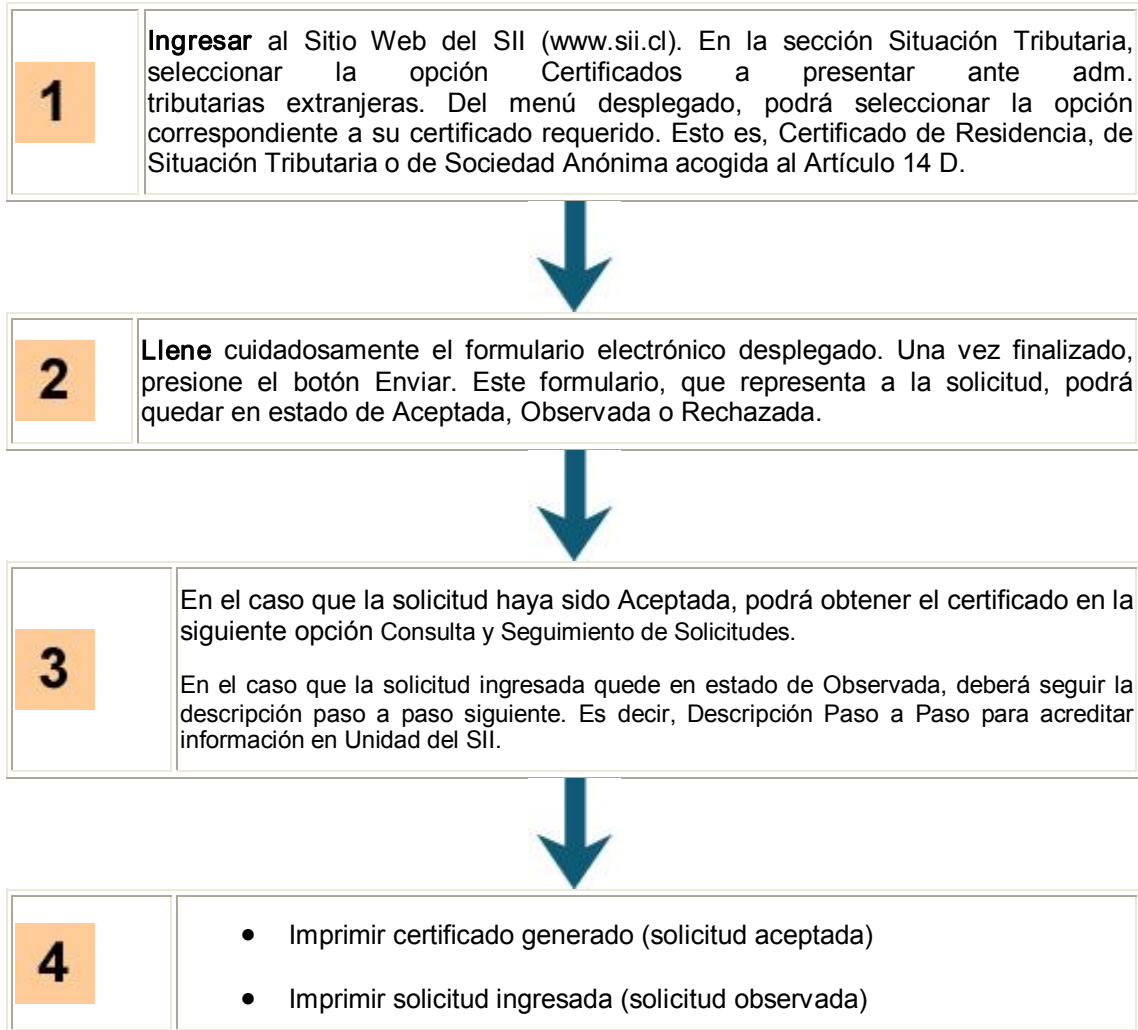 1
Ingresar al Sitio Web del SII (www.sii.cl). En la sección Situación Tributaria,
seleccionar la opción Certificados a presentar ante adm.
tributarias extranjeras. Del menú desplegado, podrá seleccionar la opción
correspondiente a su certificado requerido. Esto es, Certificado de Residencia, de
Situación Tributaria o de Sociedad Anónima acogida al Artículo 14 D.
2
Llene cuidadosamente el formulario electrónico desplegado. Una vez finalizado,
presione el botón Enviar. Este formulario, que representa a la solicitud, podrá
quedar en estado de Aceptada, Observada o Rechazada.
3
En el caso que la solicitud haya sido Aceptada, podrá obtener el certificado en la
siguiente opción Consulta y Seguimiento de Solicitudes.
En el caso que la solicitud ingresada quede en estado de Observada, deberá seguir la
descripción paso a paso siguiente. Es decir, Descripción Paso a Paso para acreditar
información en Unidad del SII.
4
• Imprimir certificado generado (solicitud aceptada)
• Imprimir solicitud ingresada (solicitud observada)